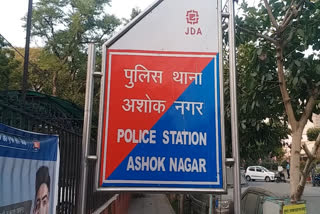 JDA
पुलिस थाना
अशोक नगर
POLICE STATION
ASHOK NAGAR